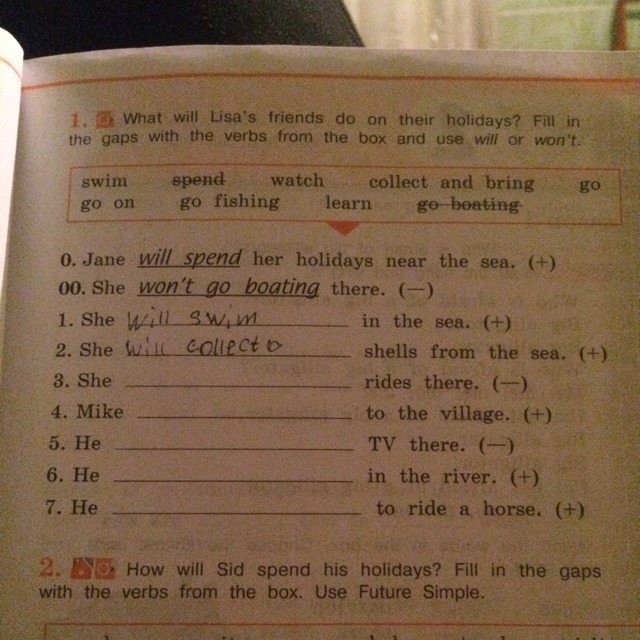 1. What will Lisa's friends do on their holidays? Fill in
the gaps with the verbs from the box and use will or won't.
swim spend watch collect and bring go
go on go fishing learn go boating
0. Jane will spend her holidays near the sea. (+)
00. She won't go boating there. (—)
1. She will swim in the sea. (+)
2. She will collect shells from the sea. (+)
3. She ____ rides there. (—)
4. Mike ____ to the village. (+)
5. He ____ TV there. (—)
6. He ____ in the river. (+)
7. He ____ to ride a horse. (+)
2. How will Sid spend his holidays? Fill in the gaps
with the verbs from the box. Use Future Simple.